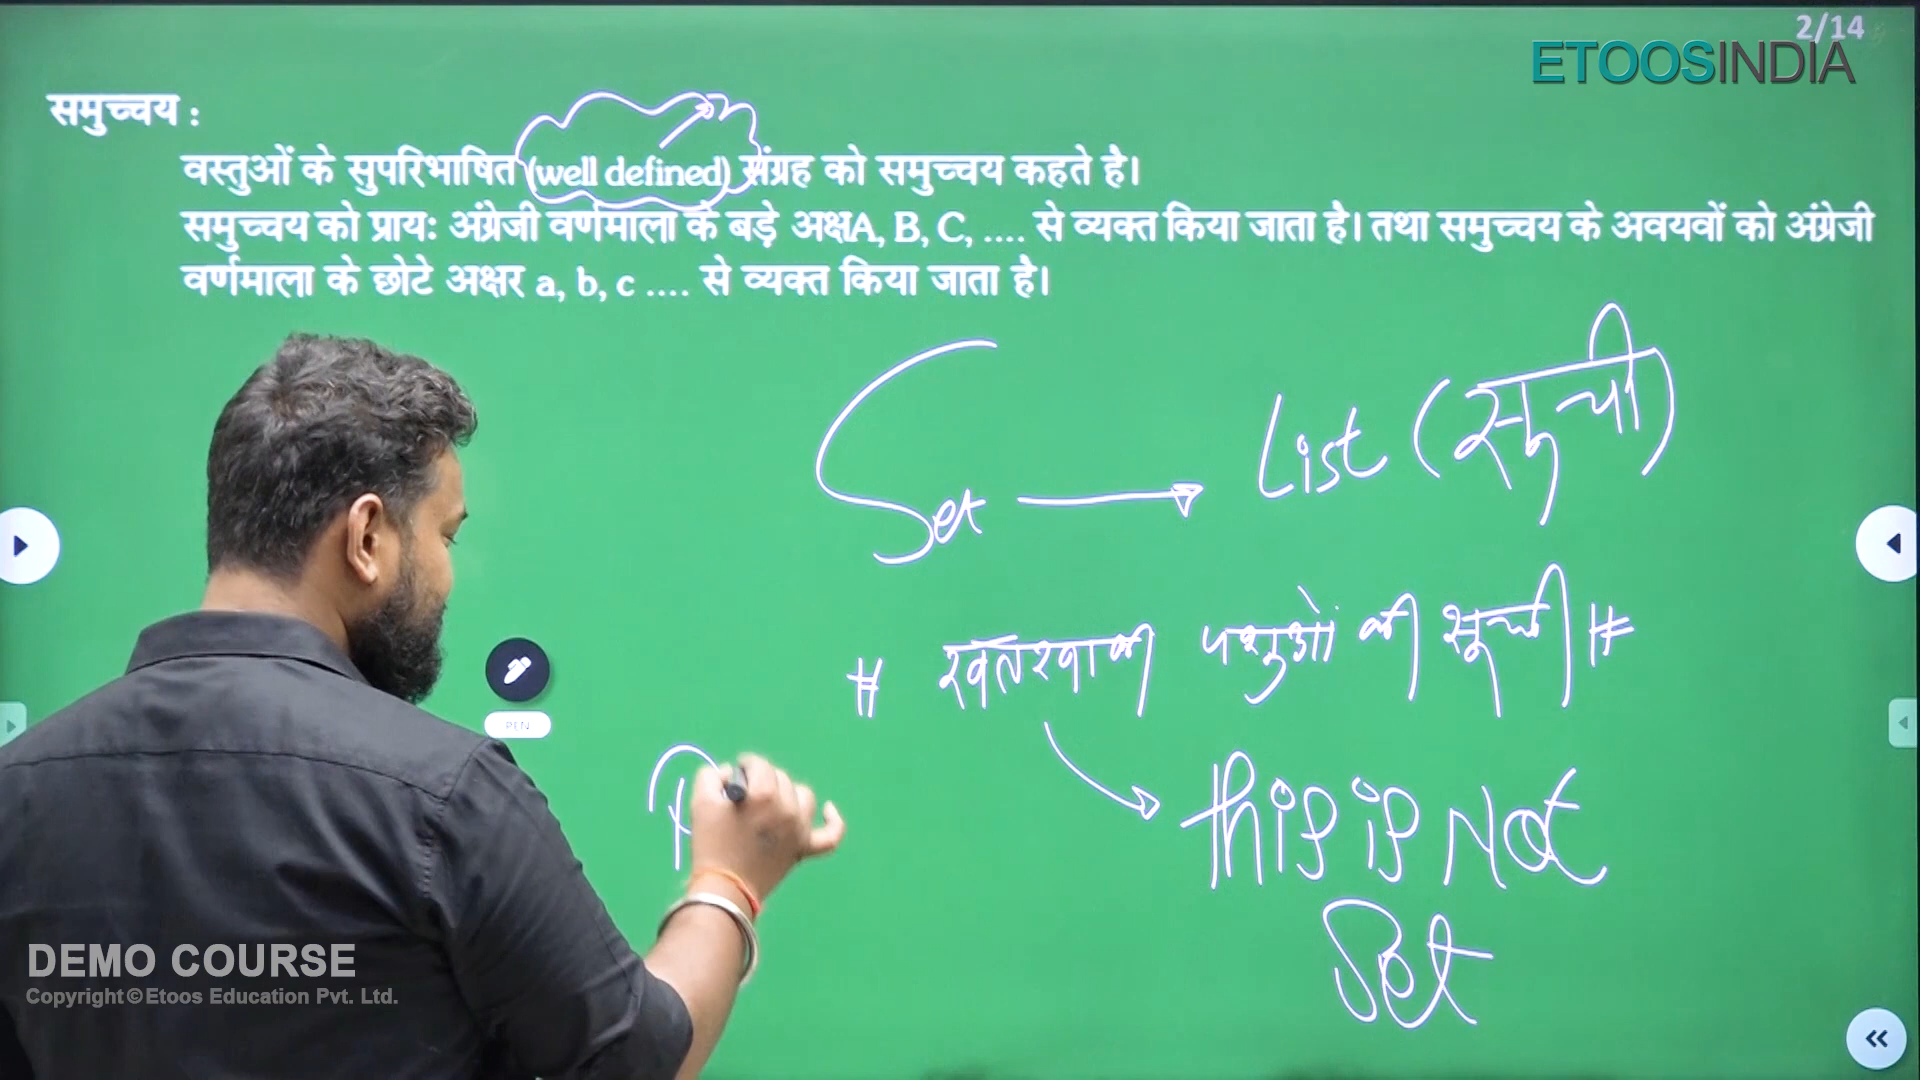 2/14
ETOOSINDIA
समुच्चय :
वस्तुओं के सुपरिभाषित (well defined) संग्रह को समुच्चय कहते है।
समुच्चय को प्रायः अंग्रेजी वर्णमाला के बड़े अक्षA, B, C, .... से व्यक्त किया जाता है। तथा समुच्चय के अवयवों को अंग्रेजी
वर्णमाला के छोटे अक्षर a, b, c .... से व्यक्त किया जाता है।
Set → List (सूची)
# खतरनाक पशुओं की सूची #
PEN
This is Not
Set
DEMO COURSE
Copyright © Etoos Education Pvt. Ltd.